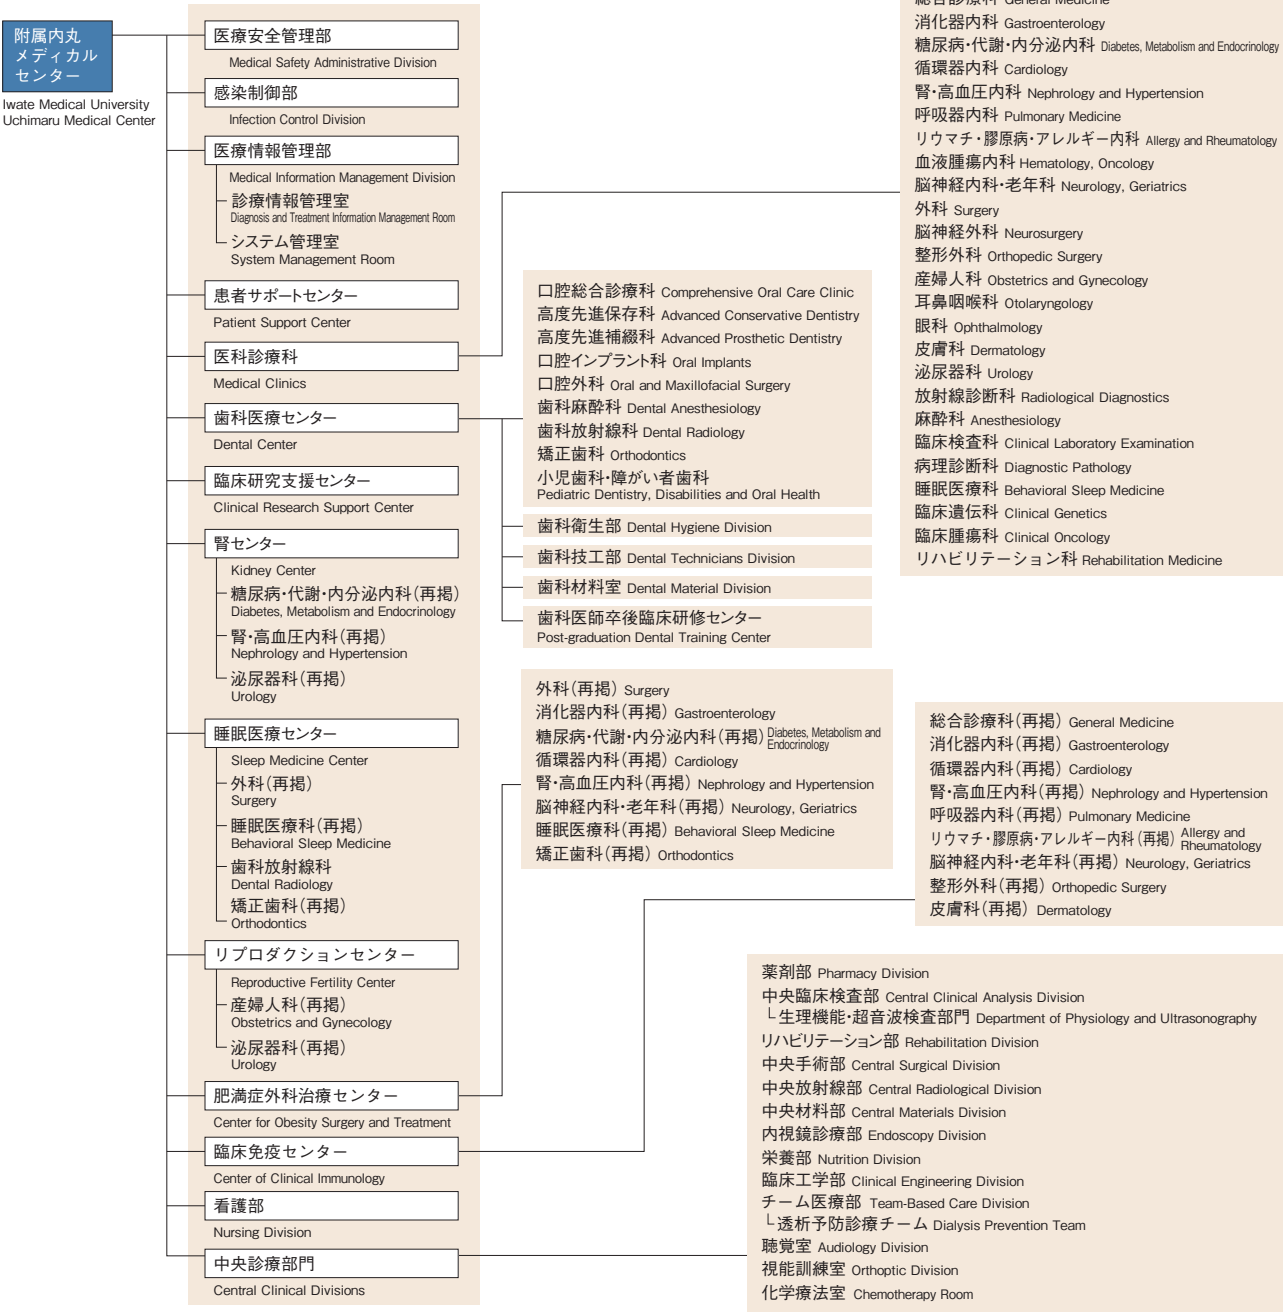 附属内丸
メディカル
センター
Iwate Medical University
Uchimaru Medical Center
医療安全管理部
Medical Safety Administrative Division
感染制御部
Infection Control Division
医療情報管理部
Medical Information Management Division
診療情報管理室
Diagnosis and Treatment Information Management Room
システム管理室
System Management Room
患者サポートセンター
Patient Support Center
医科診療科
Medical Clinics
歯科医療センター
Dental Center
臨床研究支援センター
Clinical Research Support Center
腎センター
Kidney Center
糖尿病・代謝・内分泌内科(再掲)
Diabetes, Metabolism and Endocrinology
腎・高血圧内科(再掲)
Nephrology and Hypertension
泌尿器科(再掲)
Urology
睡眠医療センター
Sleep Medicine Center
外科(再掲)
Surgery
睡眠医療科(再掲)
Behavioral Sleep Medicine
歯科放射線科
Dental Radiology
矯正歯科(再掲)
Orthodontics
リプロダクションセンター
Reproductive Fertility Center
産婦人科(再掲)
Obstetrics and Gynecology
泌尿器科(再掲)
Urology
肥満症外科治療センター
Center for Obesity Surgery and Treatment
臨床免疫センター
Center of Clinical Immunology
看護部
Nursing Division
中央診療部門
Central Clinical Divisions
総合診療科 General Medicine
消化器内科 Gastroenterology
糖尿病・代謝・内分泌内科 Diabetes, Metabolism and Endocrinology
循環器内科 Cardiology
腎・高血圧内科 Nephrology and Hypertension
呼吸器内科 Pulmonary Medicine
リウマチ・膠原病・アレルギー内科 Allergy and Rheumatology
血液腫瘍内科 Hematology, Oncology
脳神経内科・老年科 Neurology, Geriatrics
外科 Surgery
脳神経外科 Neurosurgery
整形外科 Orthopedic Surgery
産婦人科 Obstetrics and Gynecology
耳鼻咽喉科 Otolaryngology
眼科 Ophthalmology
皮膚科 Dermatology
泌尿器科 Urology
放射線診断科 Radiological Diagnostics
麻酔科 Anesthesiology
臨床検査科 Clinical Laboratory Examination
病理診断科 Diagnostic Pathology
睡眠医療科 Behavioral Sleep Medicine
臨床遺伝科 Clinical Genetics
臨床腫瘍科 Clinical Oncology
リハビリテーション科 Rehabilitation Medicine
口腔総合診療科 Comprehensive Oral Care Clinic
高度先進保存科 Advanced Conservative Dentistry
高度先進補綴科 Advanced Prosthetic Dentistry
口腔インプラント科 Oral Implants
口腔外科 Oral and Maxillofacial Surgery
歯科麻酔科 Dental Anesthesiology
歯科放射線科 Dental Radiology
矯正歯科 Orthodontics
小児歯科・障がい者歯科
Pediatric Dentistry, Disabilities and Oral Health
歯科衛生部 Dental Hygiene Division
歯科技工部 Dental Technicians Division
歯科材料室 Dental Material Division
歯科医師卒後臨床研修センター
Post-graduation Dental Training Center
外科(再掲) Surgery
消化器内科(再掲) Gastroenterology
糖尿病・代謝・内分泌内科(再掲) Diabetes, Metabolism and Endocrinology
循環器内科(再掲) Cardiology
腎・高血圧内科(再掲) Nephrology and Hypertension
脳神経内科・老年科(再掲) Neurology, Geriatrics
睡眠医療科(再掲) Behavioral Sleep Medicine
矯正歯科(再掲) Orthodontics
総合診療科(再掲) General Medicine
消化器内科(再掲) Gastroenterology
循環器内科(再掲) Cardiology
腎・高血圧内科(再掲) Nephrology and Hypertension
呼吸器内科(再掲) Pulmonary Medicine
リウマチ・膠原病・アレルギー内科(再掲) Allergy and Rheumatology
脳神経内科・老年科(再掲) Neurology, Geriatrics
整形外科(再掲) Orthopedic Surgery
皮膚科(再掲) Dermatology
薬剤部 Pharmacy Division
中央臨床検査部 Central Clinical Analysis Division
└ 生理機能・超音波検査部門 Department of Physiology and Ultrasonography
リハビリテーション部 Rehabilitation Division
中央手術部 Central Surgical Division
中央放射線部 Central Radiological Division
中央材料部 Central Materials Division
内視鏡診療部 Endoscopy Division
栄養部 Nutrition Division
臨床工学部 Clinical Engineering Division
チーム医療部 Team-Based Care Division
└ 透析予防診療チーム Dialysis Prevention Team
聴覚室 Audiology Division
視能訓練室 Orthoptic Division
化学療法室 Chemotherapy Room